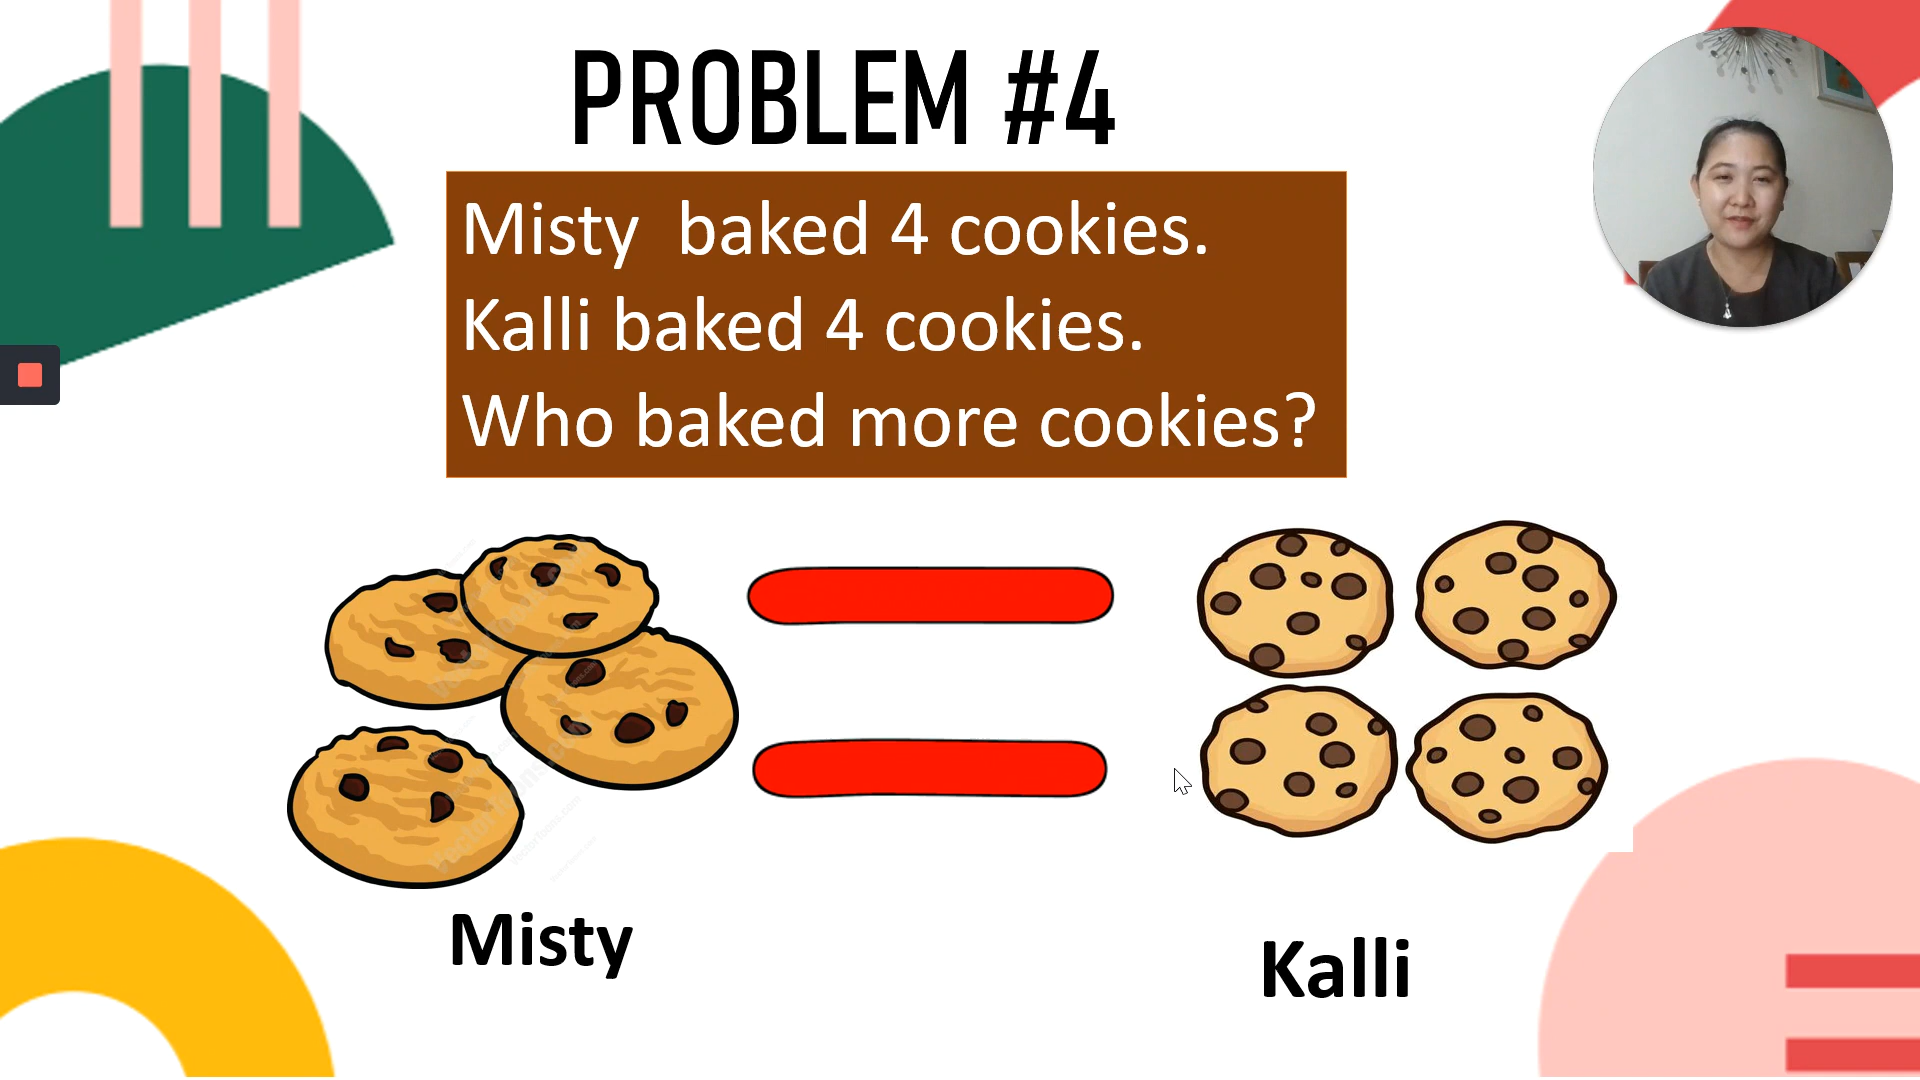 PROBLEM #4
Misty baked 4 cookies.
Kalli baked 4 cookies.
Who baked more cookies?
Misty
Kalli